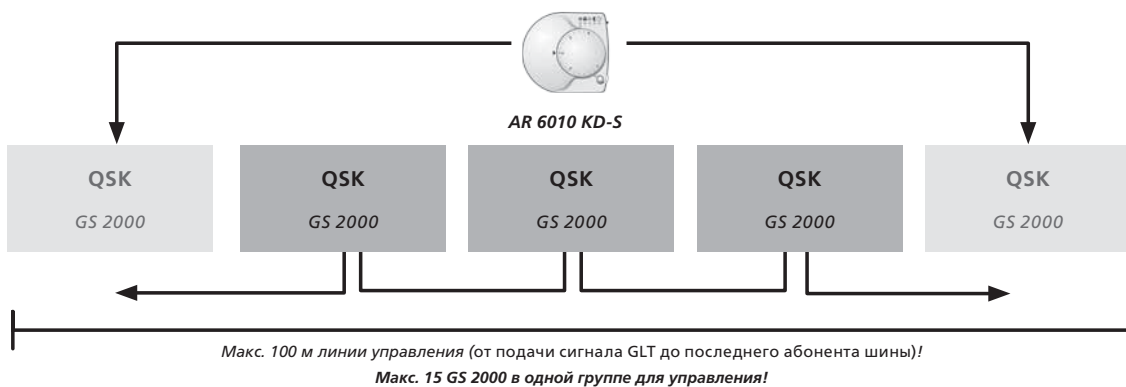 AR 6010 KD-S
QSK QSK QSK QSK QSK
GS 2000 GS 2000 GS 2000 GS 2000 GS 2000
Макс. 100 м линии управления (от подачи сигнала GLT до последнего абонента шины)!
Макс. 15 GS 2000 в одной группе для управления!